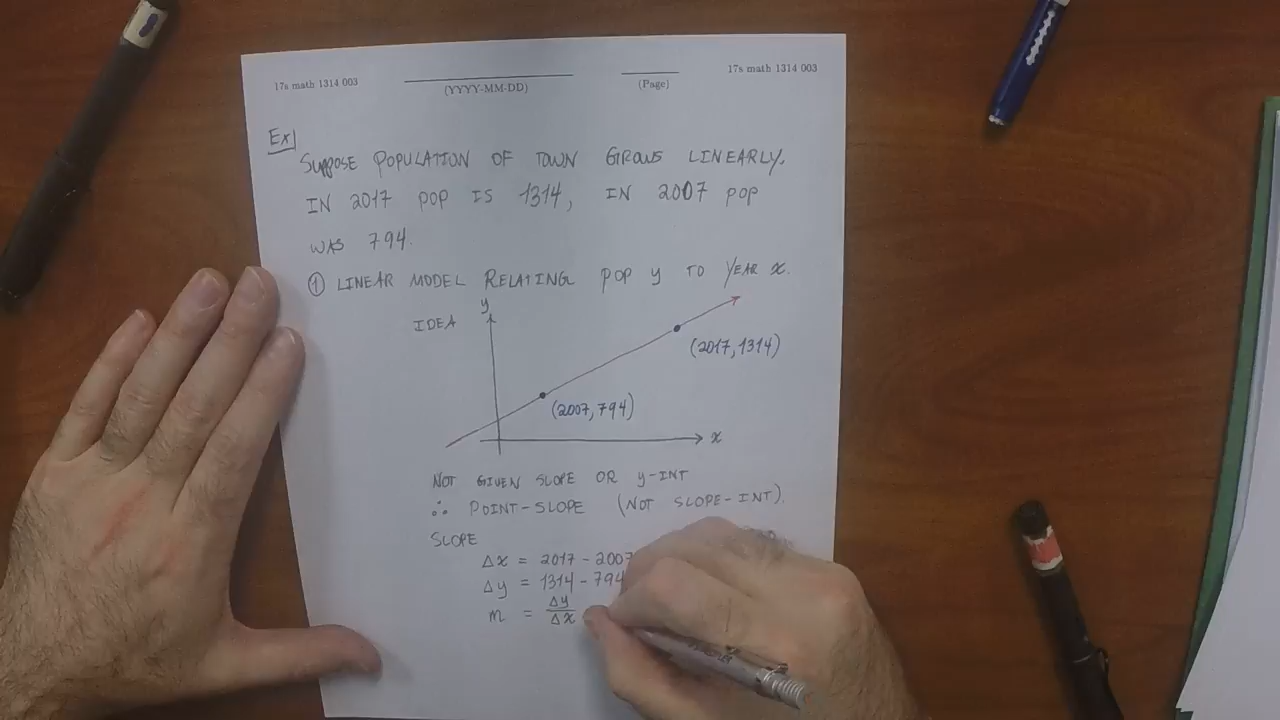 17s math 1314 003
(YYYY-MM-DD)
(Page)
17s math 1314 003
Ex
SUPPOSE POPULATION OF TOWN GROWS LINEARLY.
IN 2017 POP IS 1314, IN 2007 POP
WAS 794.
① LINEAR MODEL RELATING POP y TO YEAR x.
IDEA
y
(2017, 1314)
(2007, 794)
x
NOT GIVEN SLOPE OR y-INT
∴ POINT-SLOPE (NOT SLOPE-INT).
SLOPE
Δx = 2017 - 2007
Δy = 1314 - 794
m = Δy/Δx